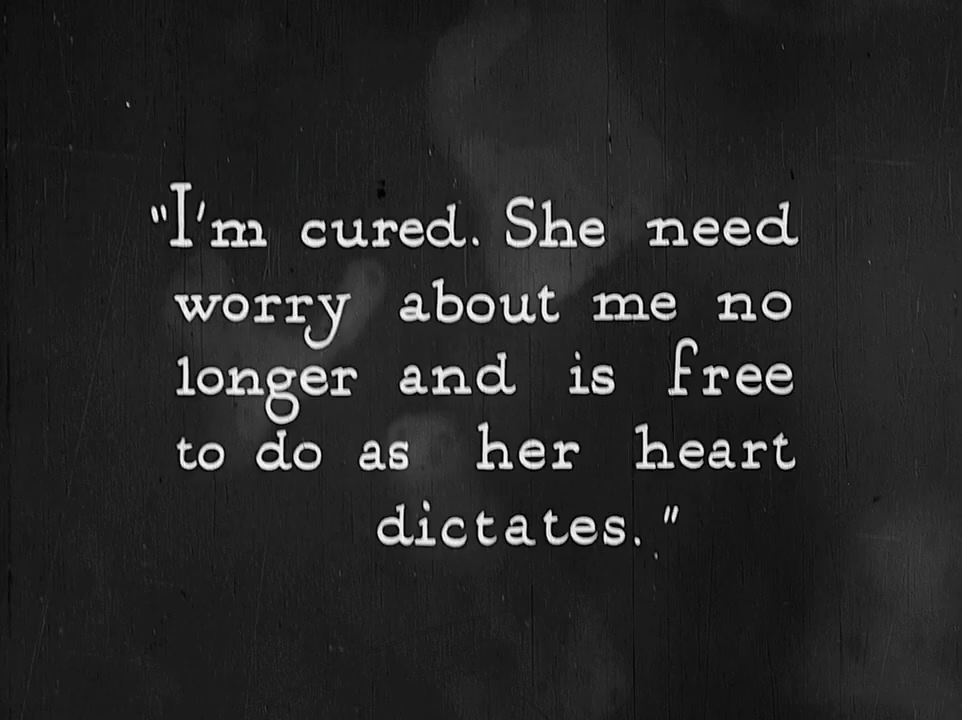 "I'm cured. She need
worry about me no
longer and is free
to do as her heart
dictates."